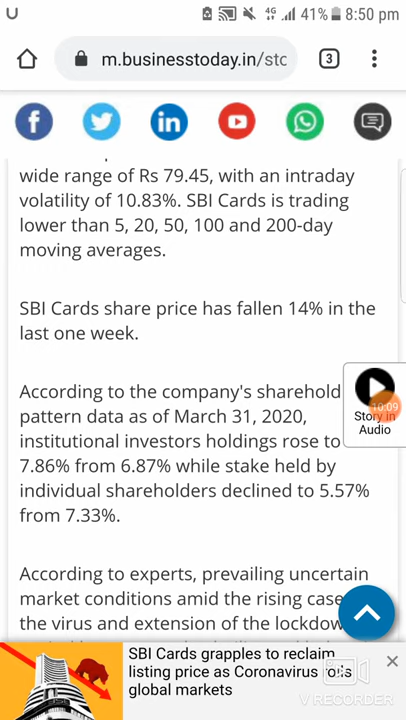 4G 41% 8:50 pm
m.businesstoday.in/stc
3
wide range of Rs 79.45, with an intraday
volatility of 10.83%. SBI Cards is trading
lower than 5, 20, 50, 100 and 200-day
moving averages.
SBI Cards share price has fallen 14% in the
last one week.
According to the company's sharehold
pattern data as of March 31, 2020,
institutional investors holdings rose to
7.86% from 6.87% while stake held by
individual shareholders declined to 5.57%
from 7.33%.
10:09
Story in
Audio
According to experts, prevailing uncertain
market conditions amid the rising case
the virus and extension of the lockdow
SBI Cards grapples to reclaim
listing price as Coronavirus roils
global markets
V RECORDER